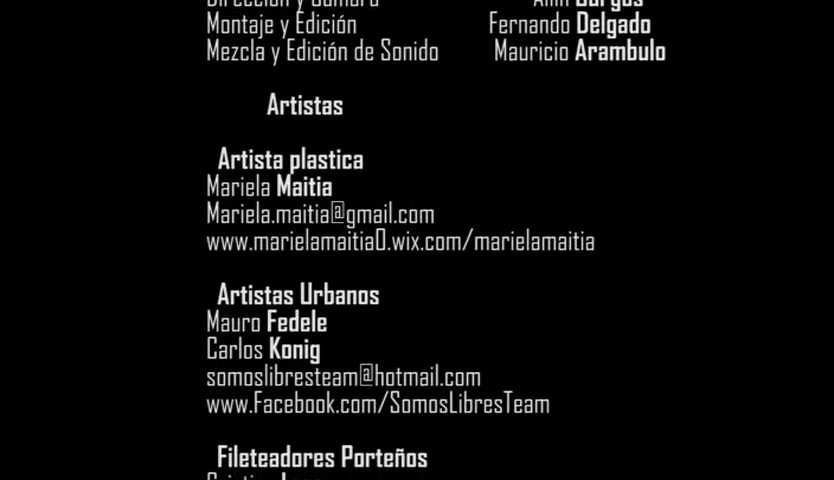 Dirección y Cámara
Montaje y Edición Fernando Delgado
Mezcla y Edición de Sonido Mauricio Arambulo
Artistas
Artista plastica
Mariela Maitia
Mariela.maitia@gmail.com
www.marielamaitia0.wix.com/marielamaitia
Artistas Urbanos
Mauro Fedele
Carlos Konig
somoslibresteam@hotmail.com
www.Facebook.com/SomosLibresTeam
Fileteadores Porteños